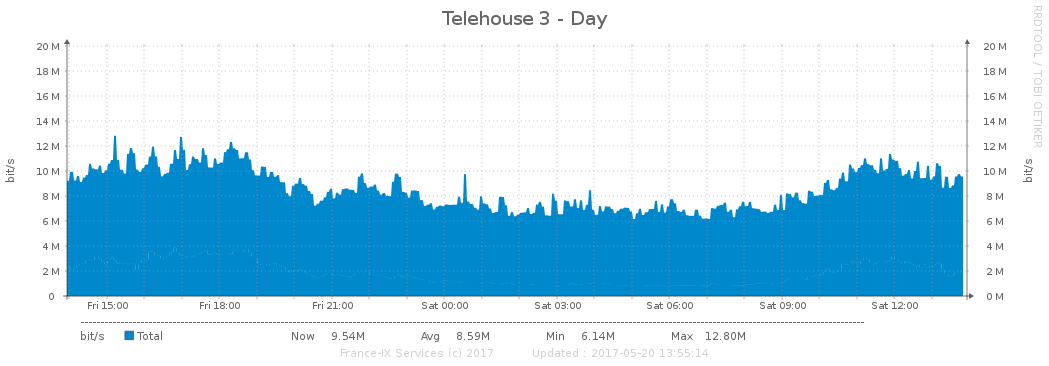 Telehouse 3 - Day
RRDTOOL / TOBI OETIKER
bit/s
20 M 20 M
18 M 18 M
16 M 16 M
14 M 14 M
12 M 12 M
10 M 10 M
8 M 8 M
6 M 6 M
4 M 4 M
2 M 2 M
0 0 M
bit/s
Fri 15:00 Fri 18:00 Fri 21:00 Sat 00:00 Sat 03:00 Sat 06:00 Sat 09:00 Sat 12:00
bit/s Total Now 9.54M Avg 8.59M Min 6.14M Max 12.80M
France-IX Services (c) 2017 Updated : 2017-05-20 13:55:14